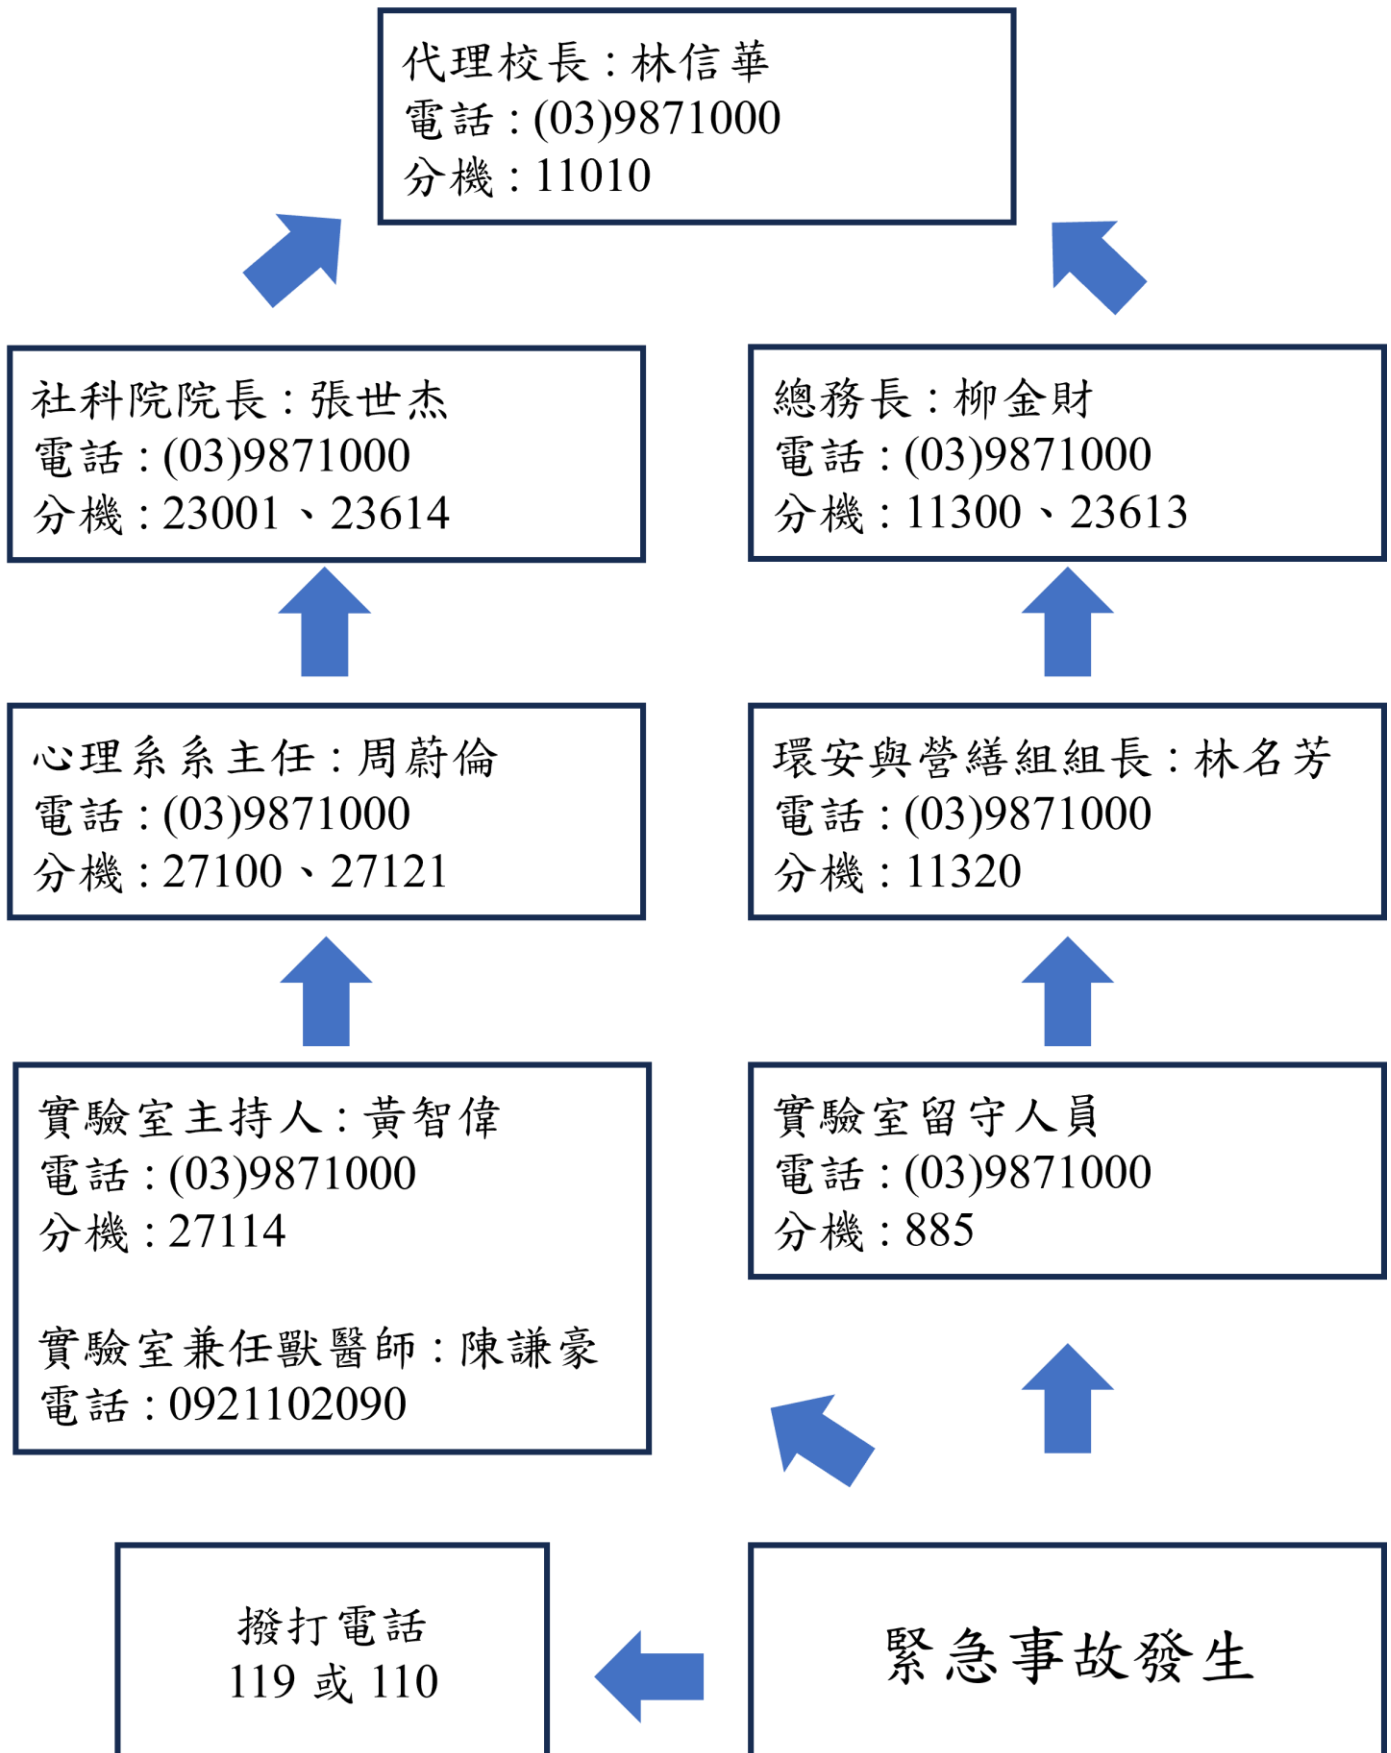 代理校長：林信華
電話：(03)9871000
分機：11010
社科院院長：張世杰
電話：(03)9871000
分機：23001、23614
總務長：柳金財
電話：(03)9871000
分機：11300、23613
心理系系主任：周蔚倫
電話：(03)9871000
分機：27100、27121
環安與營繕組組長：林名芳
電話：(03)9871000
分機：11320
實驗室主持人：黃智偉
電話：(03)9871000
分機：27114
實驗室兼任獸醫師：陳謙豪
電話：0921102090
實驗室留守人員
電話：(03)9871000
分機：885
撥打電話
119 或 110
緊急事故發生